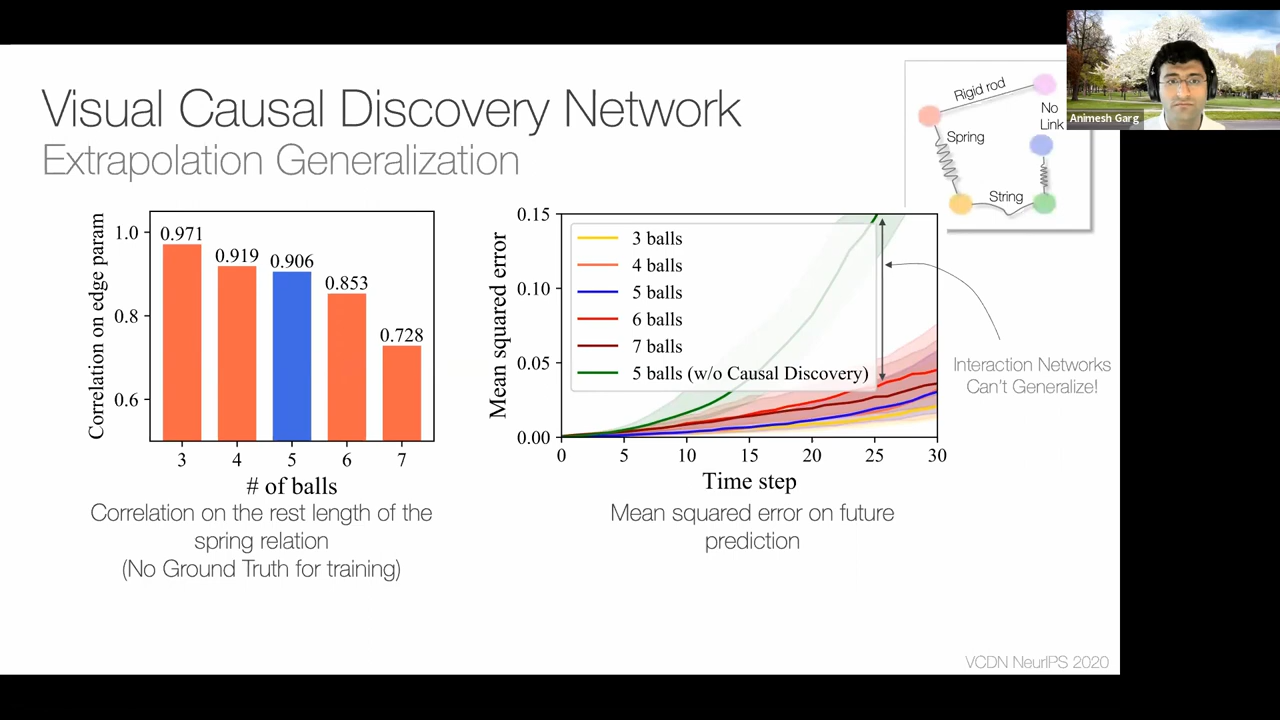 Visual Causal Discovery Network
Extrapolation Generalization
Rigid rod
No
Link
Spring
String
Animesh Garg
Correlation on edge param
1.0
0.8
0.6
0.971
0.919
0.906
0.853
0.728
3 4 5 6 7
# of balls
Correlation on the rest length of the
spring relation
(No Ground Truth for training)
Mean squared error
0.15
0.10
0.05
0.00
3 balls
4 balls
5 balls
6 balls
7 balls
5 balls (w/o Causal Discovery)
0 5 10 15 20 25 30
Time step
Mean squared error on future
prediction
Interaction Networks
Can't Generalize!
VCDN NeurIPS 2020